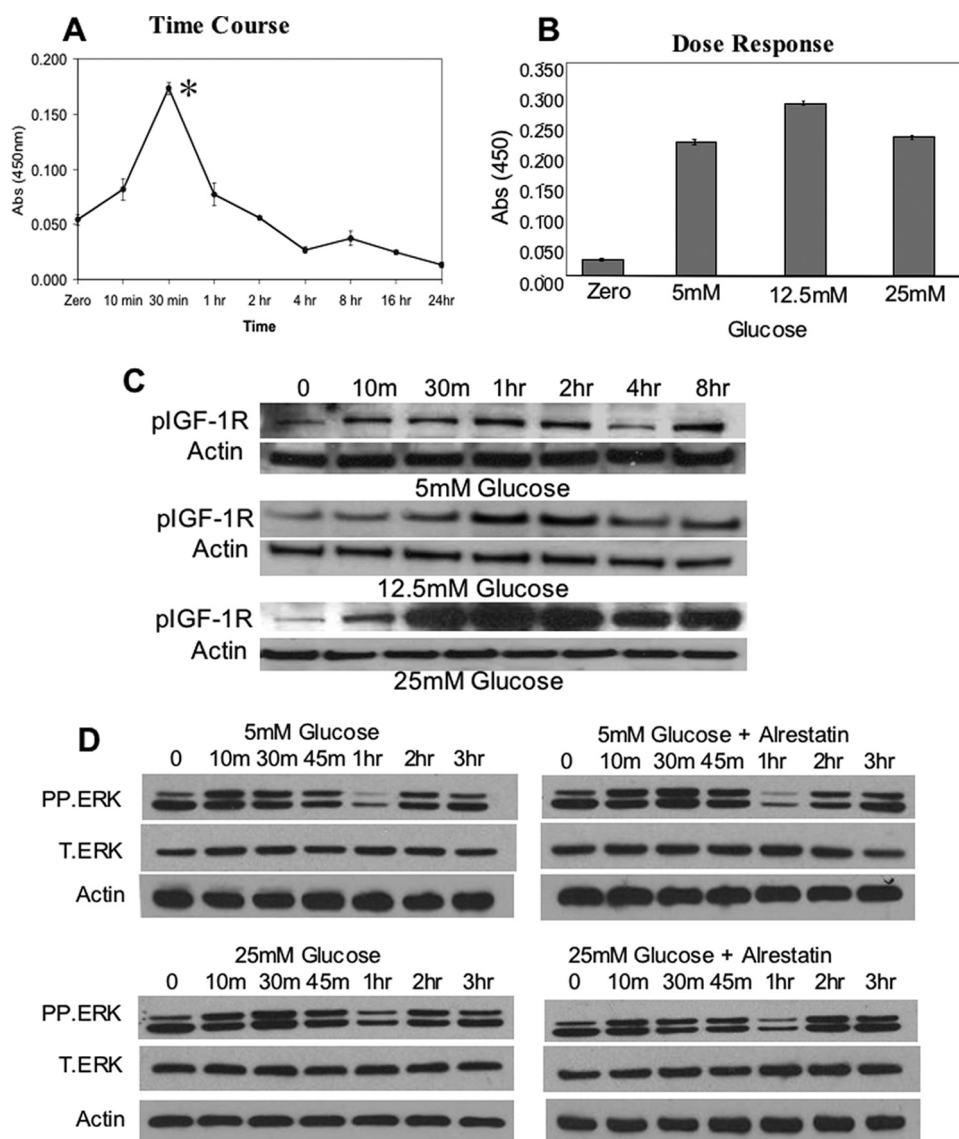 A
Time Course
0.200
0.150
0.100
0.050
0.000
Abs (450nm)
*
Zero 10 min 30 min 1 hr 2 hr 4 hr 8 hr 16 hr 24hr
Time
B
Dose Response
0.350
0.300
0.250
0.200
0.150
0.100
0.050
0.000
Abs (450)
Zero 5mM 12.5mM 25mM
Glucose
C
0 10m 30m 1hr 2hr 4hr 8hr
pIGF-1R
Actin
5mM Glucose
pIGF-1R
Actin
12.5mM Glucose
pIGF-1R
Actin
25mM Glucose
D
5mM Glucose
0 10m 30m 45m 1hr 2hr 3hr
PP.ERK
T.ERK
Actin
5mM Glucose + Alrestatin
0 10m 30m 45m 1hr 2hr 3hr
25mM Glucose
0 10m 30m 45m 1hr 2hr 3hr
PP.ERK
T.ERK
Actin
25mM Glucose + Alrestatin
0 10m 30m 45m 1hr 2hr 3hr